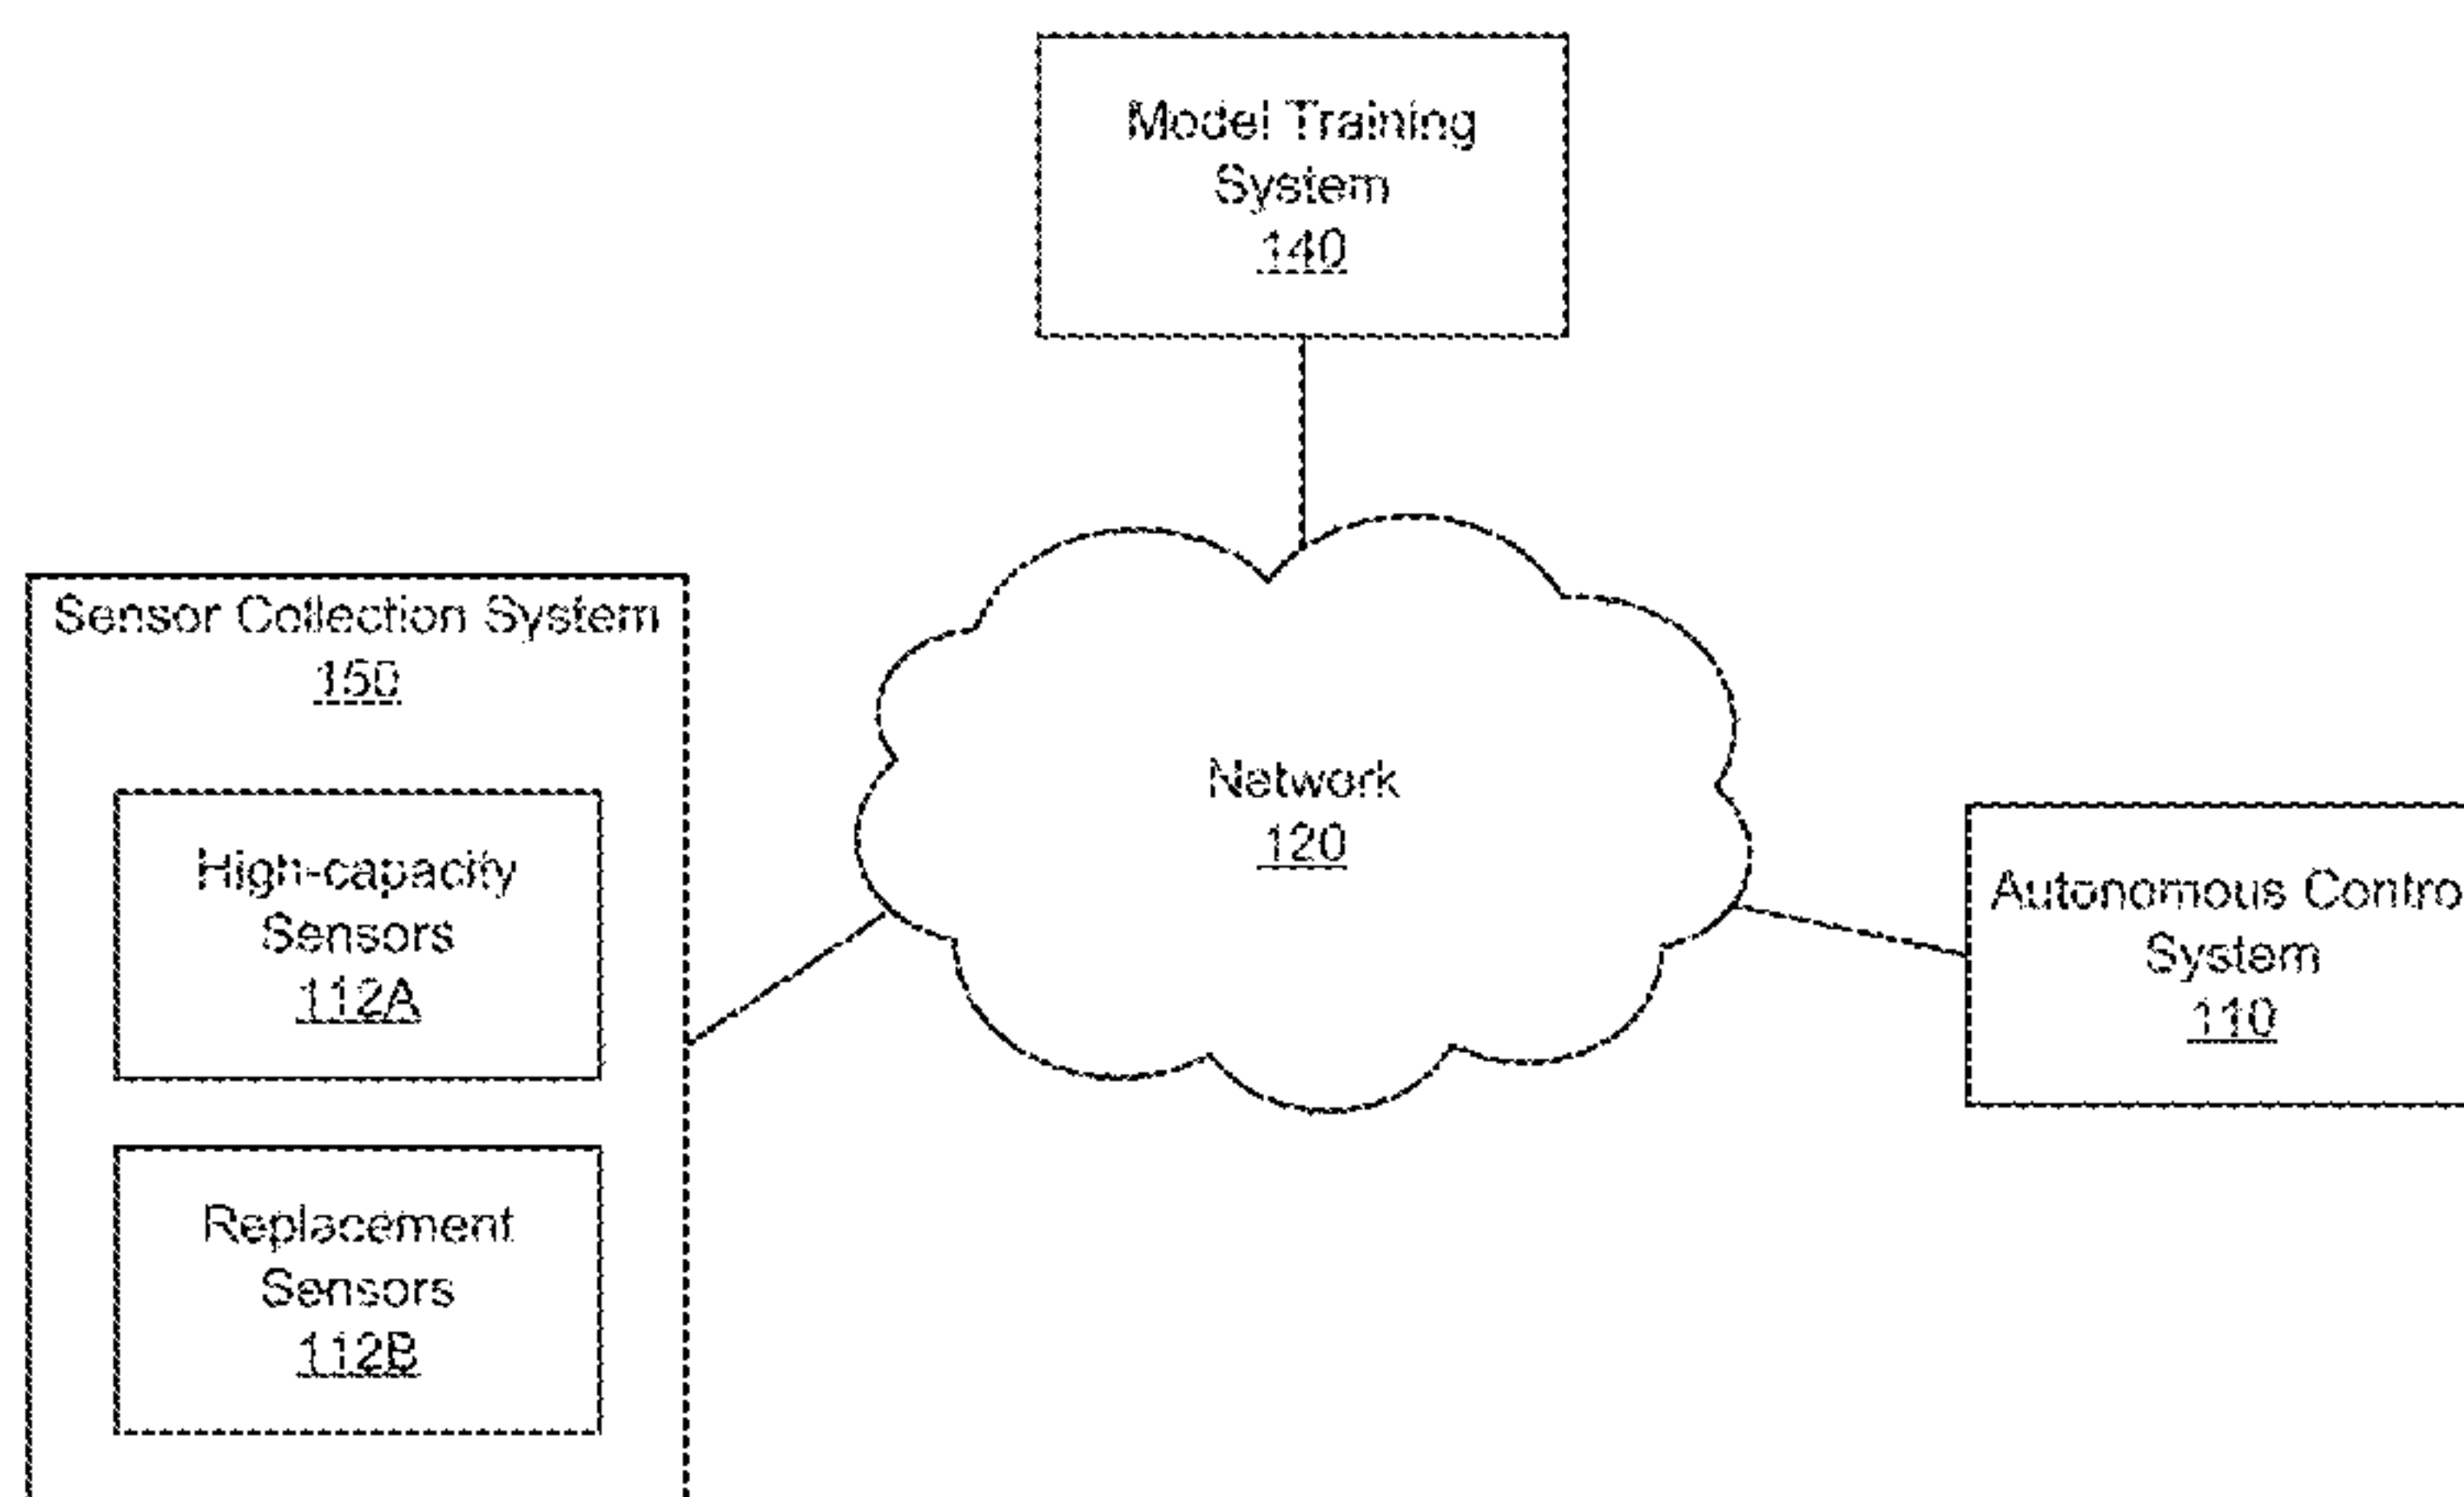 Model Training
System
140
Sensor Collection System
150
High-capacity
Sensors
112A
Replacement
Sensors
112B
Network
120
Autonomous Contro
System
110